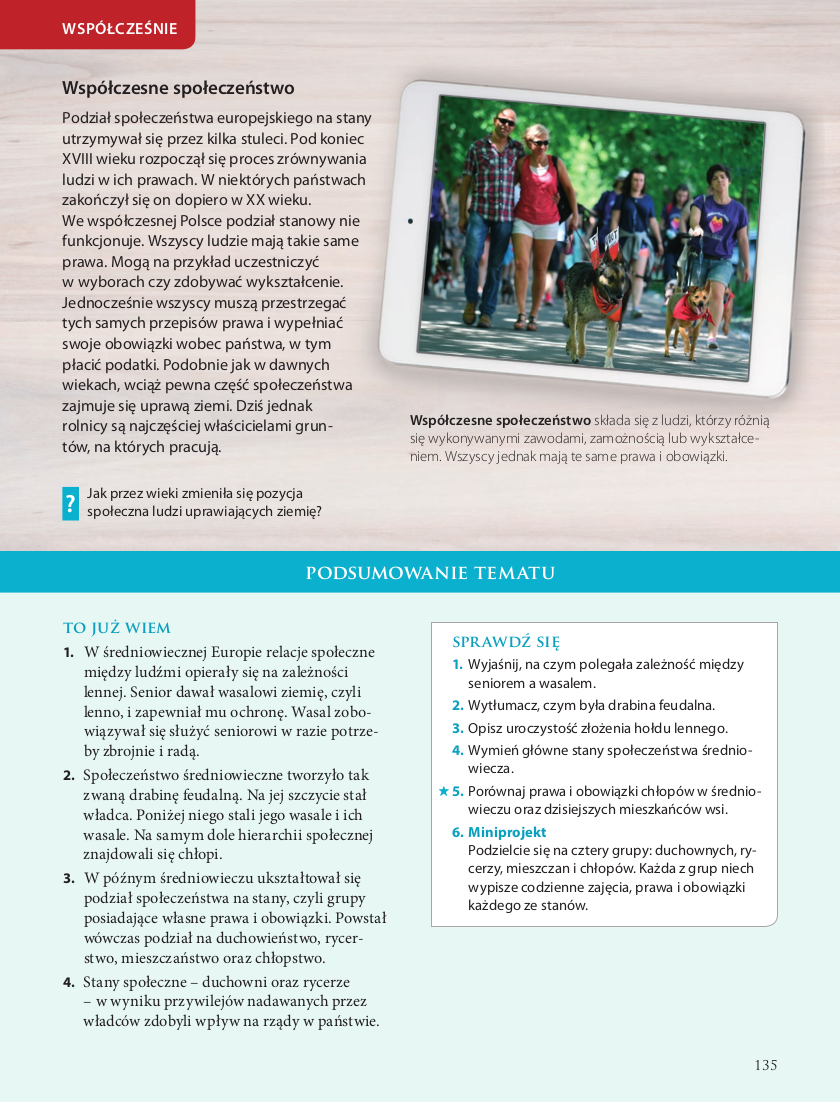 WSPÓŁCZEŚNIE
Współczesne społeczeństwo
Podział społeczeństwa europejskiego na stany
utrzymywał się przez kilka stuleci. Pod koniec
XVIII wieku rozpoczął się proces zrównywania
ludzi w ich prawach. W niektórych państwach
zakończył się on dopiero w XX wieku.
We współczesnej Polsce podział stanowy nie
funkcjonuje. Wszyscy ludzie mają takie same
prawa. Mogą na przykład uczestniczyć
w wyborach czy zdobywać wykształcenie.
Jednocześnie wszyscy muszą przestrzegać
tych samych przepisów prawa i wypełniać
swoje obowiązki wobec państwa, w tym
płacić podatki. Podobnie jak w dawnych
wiekach, wciąż pewna część społeczeństwa
zajmuje się uprawą ziemi. Dziś jednak
rolnicy są najczęściej właścicielami grun-
tów, na których pracują.
Współczesne społeczeństwo składa się z ludzi, którzy różnią
się wykonywanymi zawodami, zamożnością lub wykształce-
niem. Wszyscy jednak mają te same prawa i obowiązki.
? Jak przez wieki zmieniła się pozycja
społeczna ludzi uprawiających ziemię?
PODSUMOWANIE TEMATU
TO JUŻ WIEM
1. W średniowiecznej Europie relacje społeczne
między ludźmi opierały się na zależności
lennej. Senior dawał wasalowi ziemię, czyli
lenno, i zapewniał mu ochronę. Wasal zobo-
wiązywał się służyć seniorowi w razie potrze-
by zbrojnie i radą.
2. Społeczeństwo średniowieczne tworzyło tak
zwaną drabinę feudalną. Na jej szczycie stał
władca. Poniżej niego stali jego wasale i ich
wasale. Na samym dole hierarchii społecznej
znajdowali się chłopi.
3. W późnym średniowieczu ukształtował się
podział społeczeństwa na stany, czyli grupy
posiadające własne prawa i obowiązki. Powstał
wówczas podział na duchowieństwo, rycer-
stwo, mieszczaństwo oraz chłopstwo.
4. Stany społeczne – duchowni oraz rycerze
– w wyniku przywilejów nadawanych przez
władców zdobyli wpływ na rządy w państwie.
SPRAWDŹ SIĘ
1. Wyjaśnij, na czym polegała zależność między
seniorem a wasalem.
2. Wytłumacz, czym była drabina feudalna.
3. Opisz uroczystość złożenia hołdu lennego.
4. Wymień główne stany społeczeństwa średnio-
wiecza.
★ 5. Porównaj prawa i obowiązki chłopów w średnio-
wieczu oraz dzisiejszych mieszkańców wsi.
6. Miniprojekt
Podzielcie się na cztery grupy: duchownych, ry-
cerzy, mieszczan i chłopów. Każda z grup niech
wypisze codzienne zajęcia, prawa i obowiązki
każdego ze stanów.
135